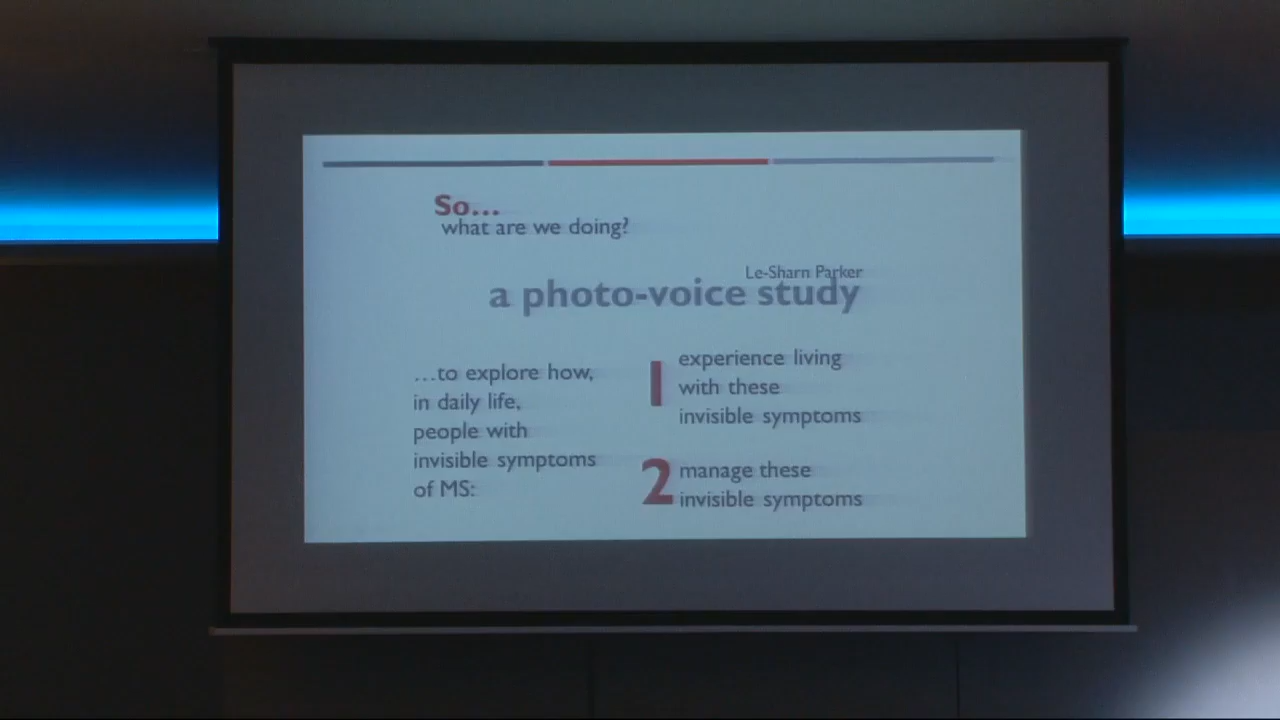 So...
what are we doing?
Le-Sharn Parker
a photo-voice study
...to explore how,
in daily life,
people with
invisible symptoms
of MS:
1
experience living
with these
invisible symptoms
2
manage these
invisible symptoms